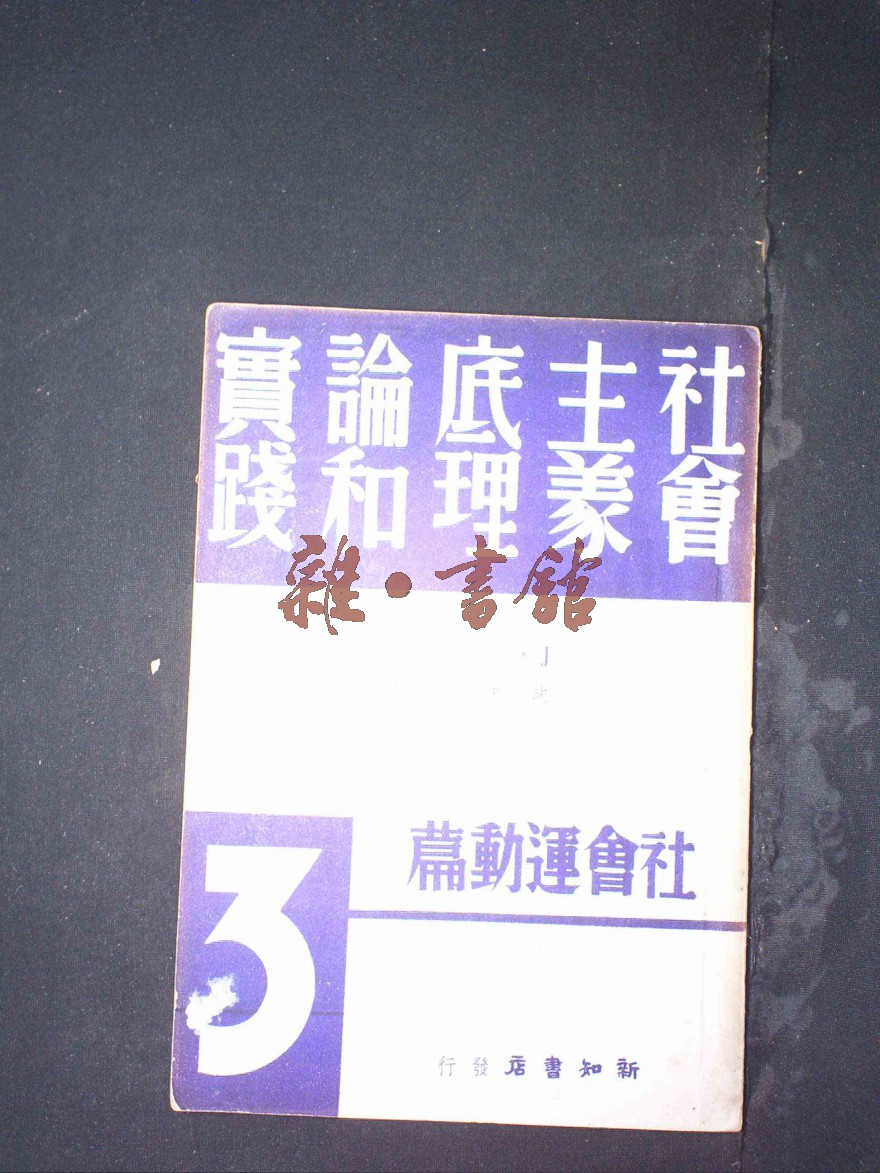 社會主義底理論和實踐
雜·書館
社會運動篇
3
新知書店發行